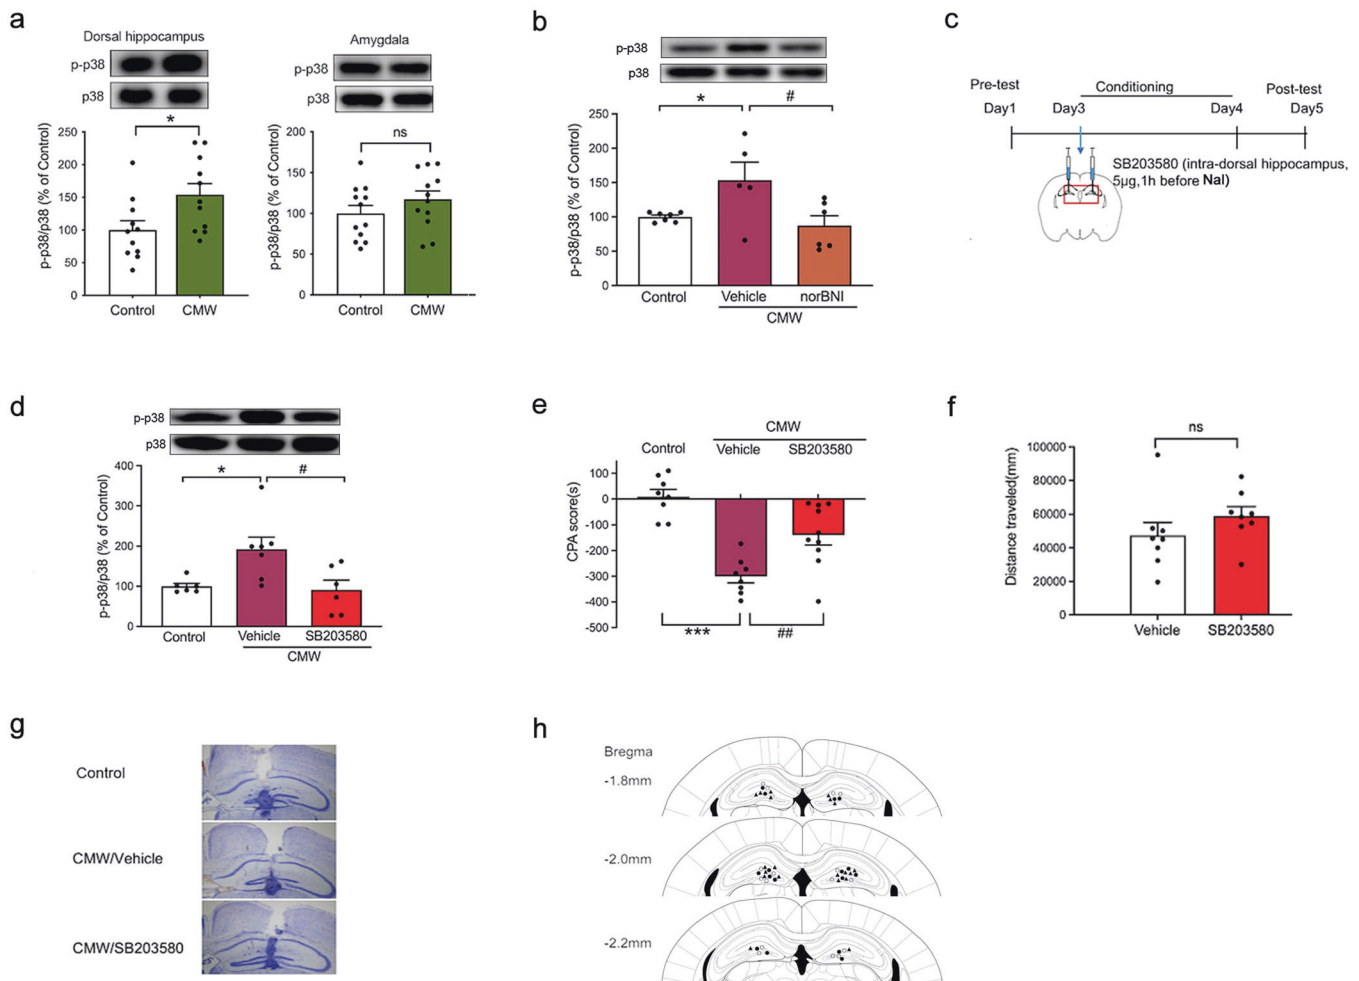 a
Dorsal hippocampus
p-p38
p38
p-p38/p38 (% of Control)
250
200
150
100
50
0
*
Control
CMW
Amygdala
p-p38
p38
p-p38/p38 (% of Control)
200
150
100
50
0
ns
Control
CMW
b
p-p38
p38
p-p38/p38 (% of Control)
250
200
150
100
50
0
*
#
Control
Vehicle
norBNI
CMW
c
Pre-test
Conditioning
Post-test
Day1
Day3
Day4
Day5
SB203580 (intra-dorsal hippocampus,
5μg,1h before Nal)
d
p-p38
p38
p-p38/p38 (% of Control)
400
300
200
100
0
*
#
Control
Vehicle
SB203580
CMW
e
CMW
Control
Vehicle
SB203580
CPA score(s)
100
0
-100
-200
-300
-400
-500
***
##
f
ns
Distance traveled(mm)
100000
80000
60000
40000
20000
0
Vehicle
SB203580
g
Control
CMW/Vehicle
CMW/SB203580
h
Bregma
-1.8mm
-2.0mm
-2.2mm